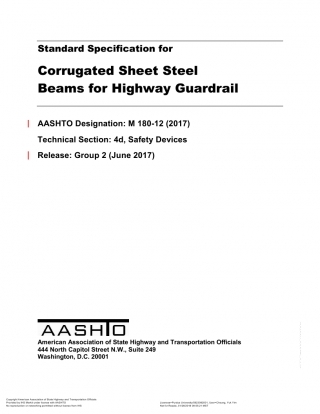 Standard Specification for
Corrugated Sheet Steel
Beams for Highway Guardrail
AASHTO Designation: M 180-12 (2017)
Technical Section: 4d, Safety Devices
Release: Group 2 (June 2017)
AASHTO
American Association of State Highway and Transportation Officials
444 North Capitol Street N.W., Suite 249
Washington, D.C. 20001